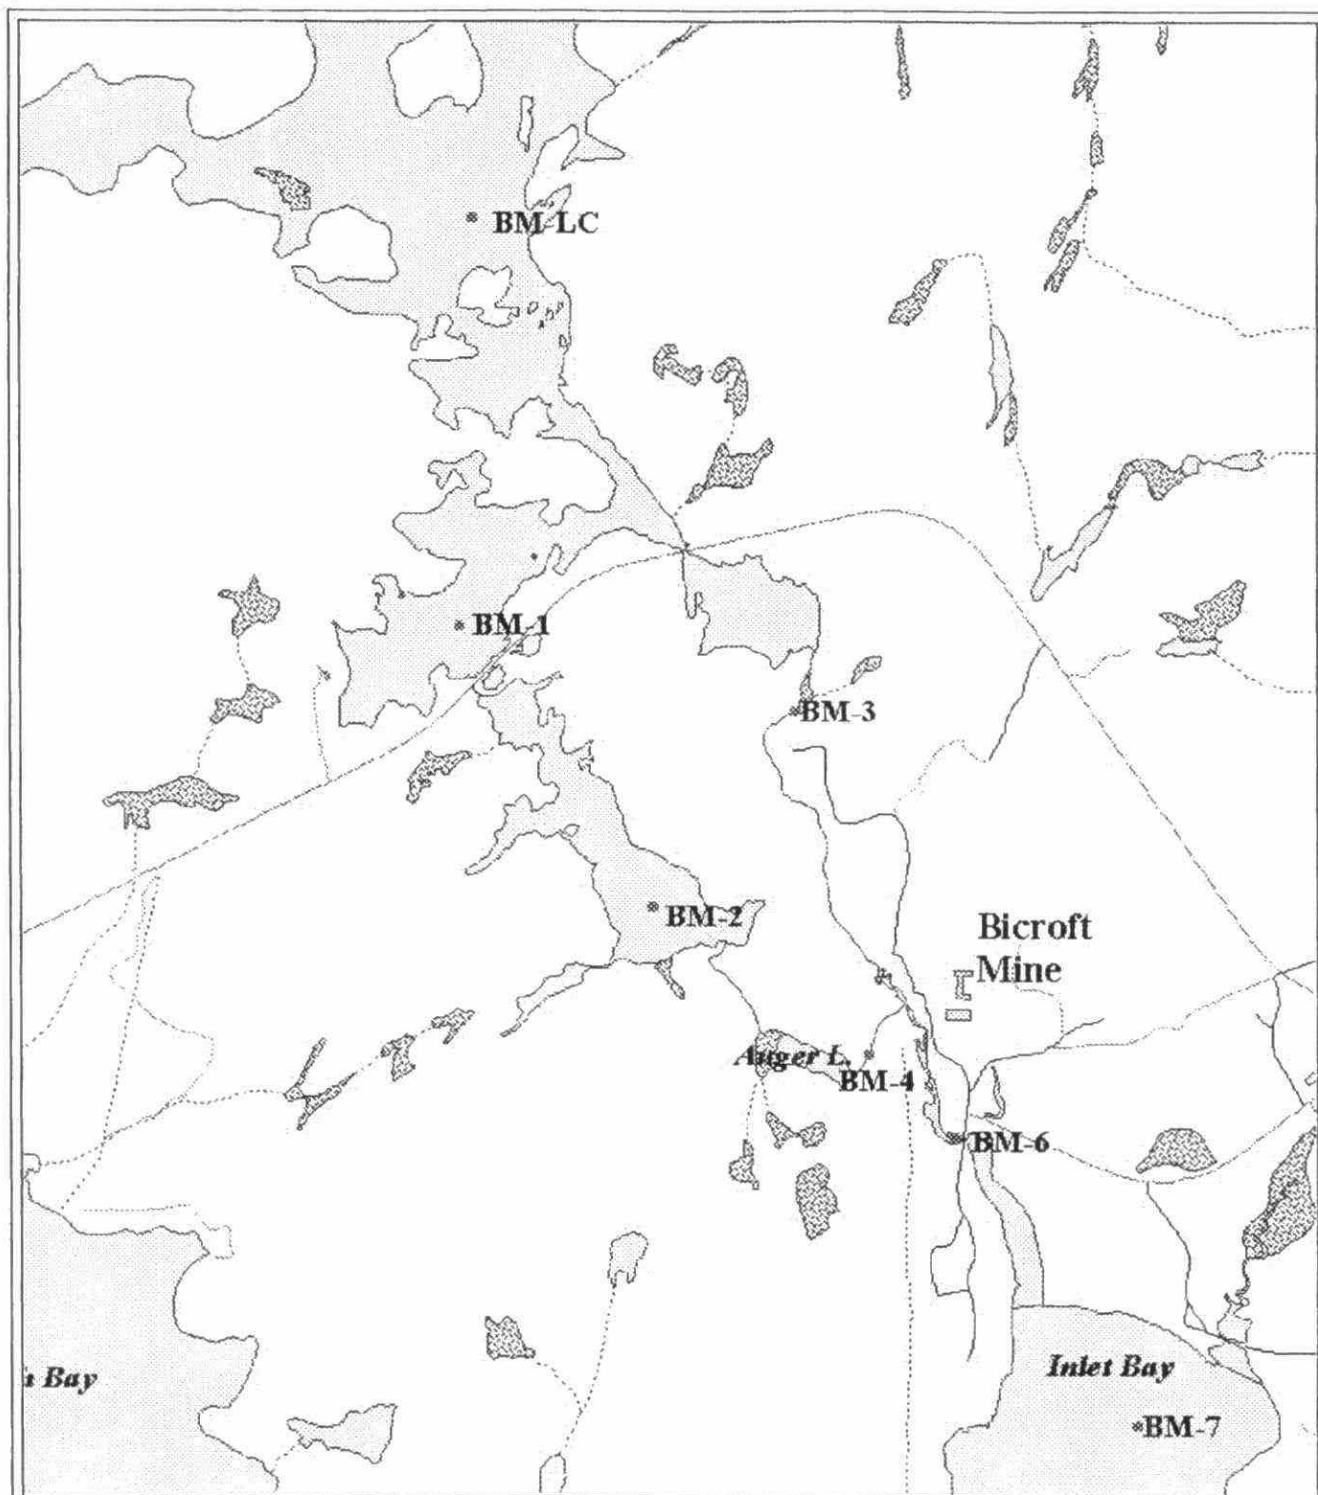 BM-LC
BM-1
BM-3
BM-2
Bicroft
Mine
Auger L.
BM-4
BM-6
h Bay
Inlet Bay
BM-7